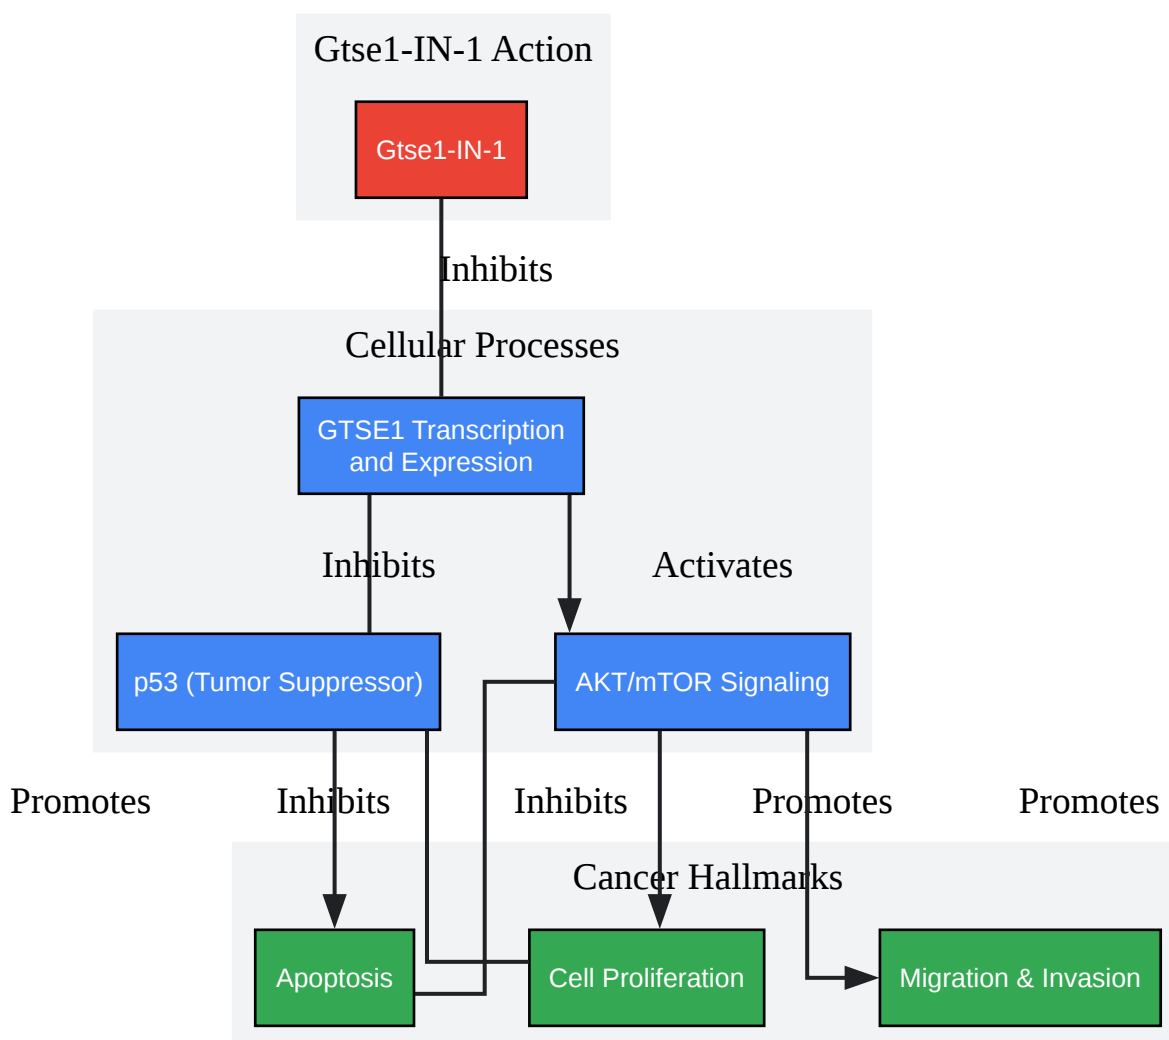 Gtse1-IN-1 Action
Gtse1-IN-1
Inhibits
Cellular Processes
GTSE1 Transcription
and Expression
Inhibits
Activates
p53 (Tumor Suppressor)
AKT/mTOR Signaling
Promotes
Inhibits
Inhibits
Promotes
Promotes
Cancer Hallmarks
Apoptosis
Cell Proliferation
Migration & Invasion